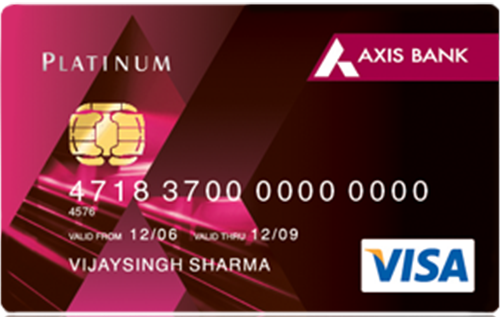 PLATINUM
AXIS BANK
4718 3700 0000 0000
4576
VALID FROM 12/06 VALID THRU 12/09
VIJAYSINGH SHARMA
VISA